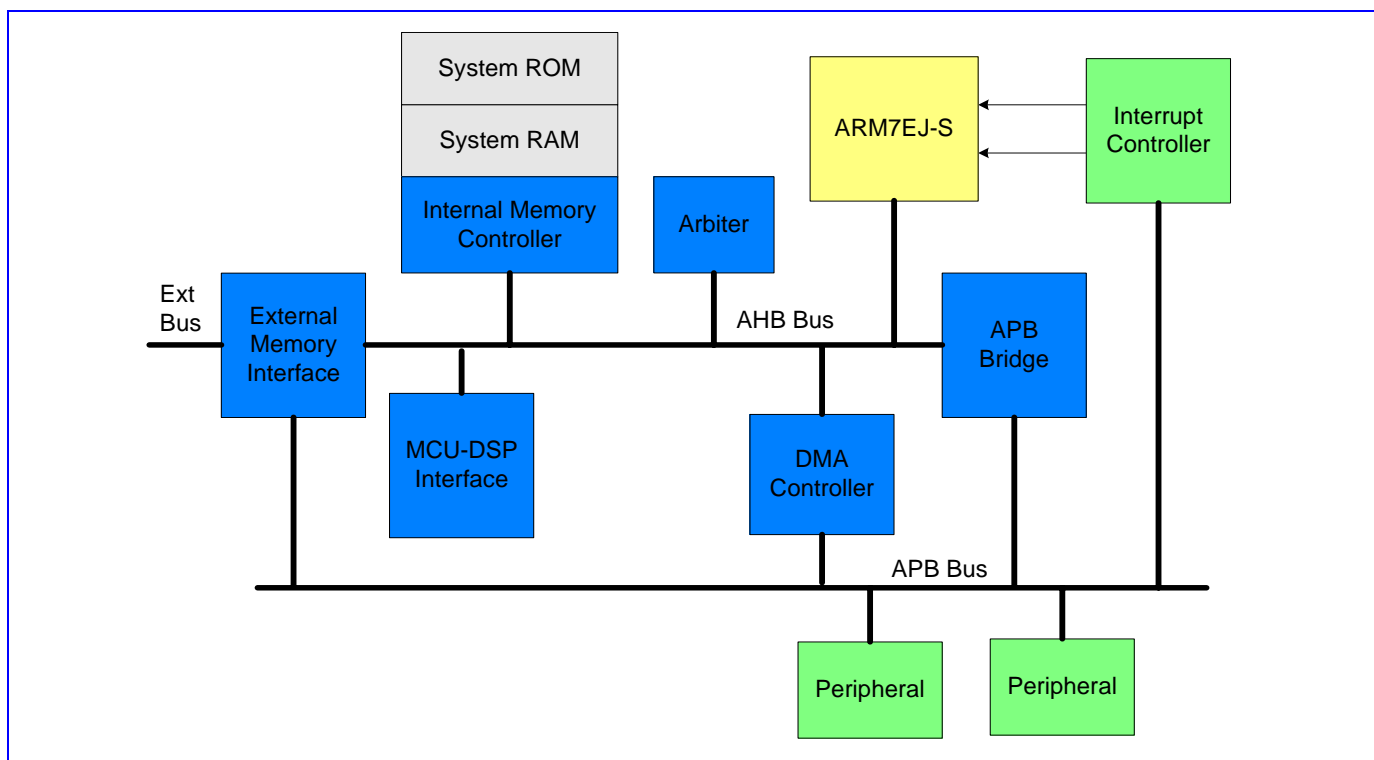 System ROM
System RAM
Internal Memory
Controller
Arbiter
ARM7EJ-S
Interrupt
Controller
Ext
Bus
External
Memory
Interface
AHB Bus
APB
Bridge
MCU-DSP
Interface
DMA
Controller
APB Bus
Peripheral
Peripheral